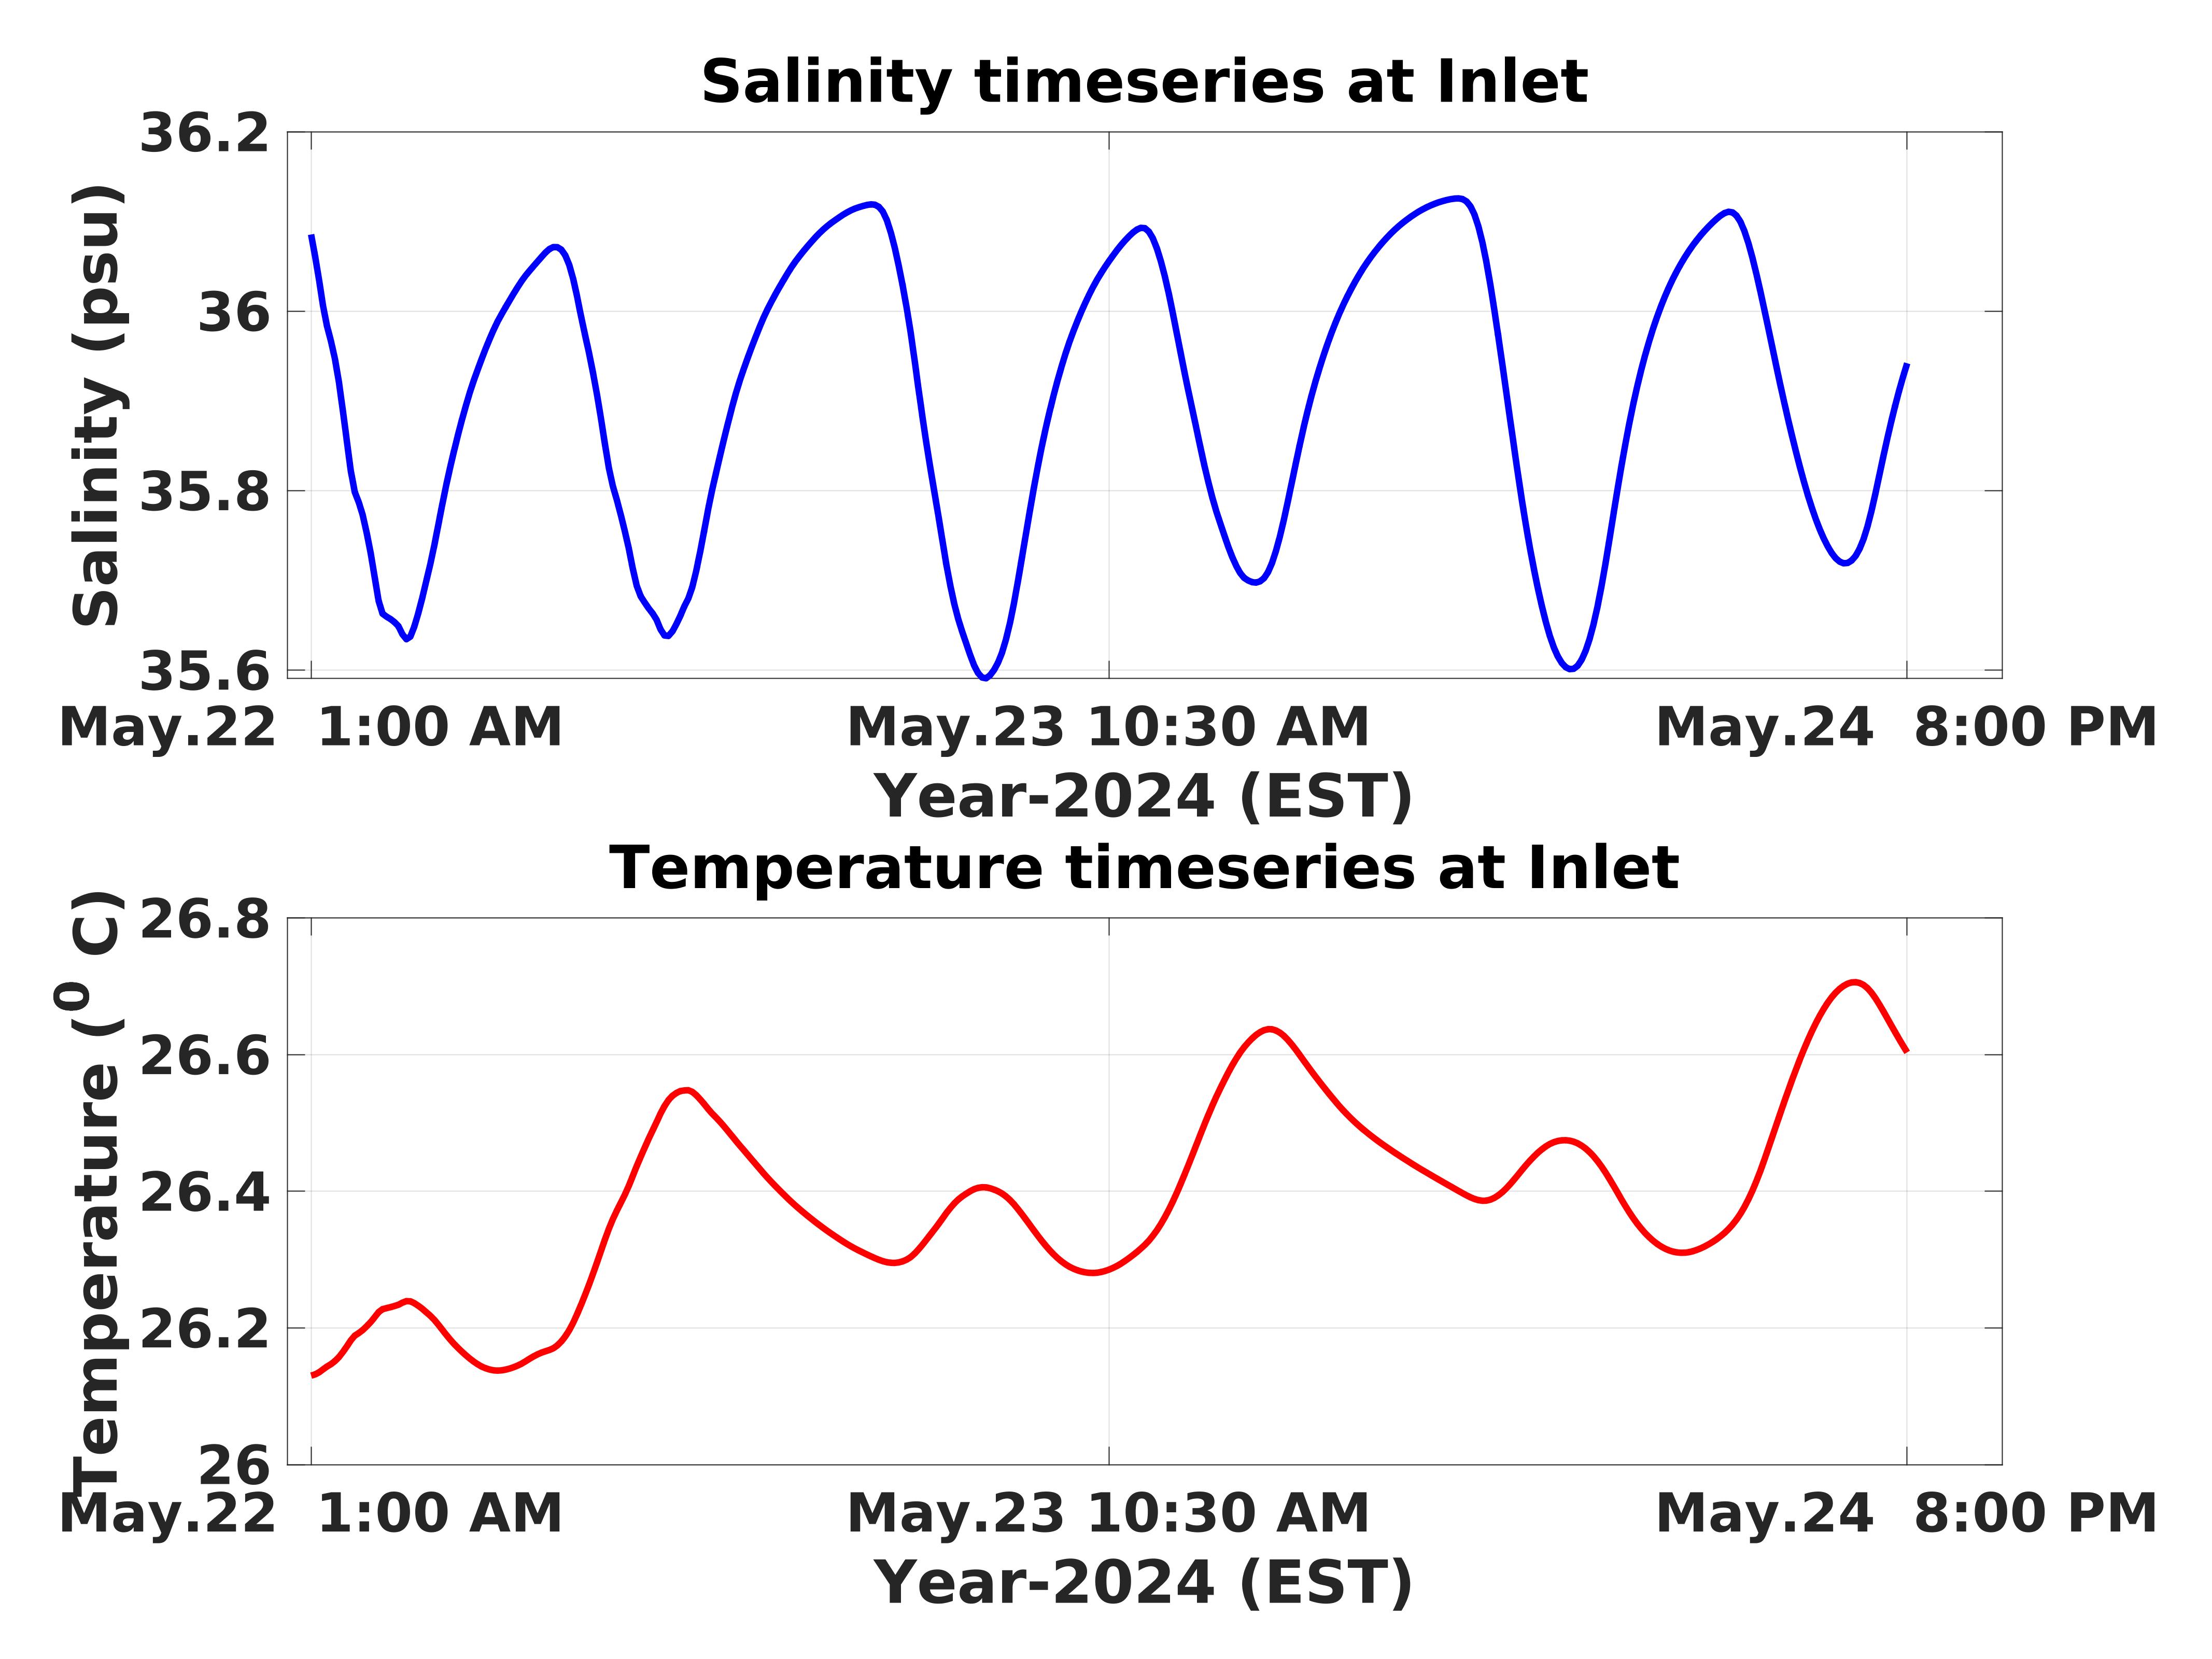 Salinity timeseries at Inlet
Salinity (psu)
36.2
36
35.8
35.6
May.22 1:00 AM
May.23 10:30 AM
May.24 8:00 PM
Year-2024 (EST)
Temperature timeseries at Inlet
Temperature (⁰ C)
26.8
26.6
26.4
26.2
26
May.22 1:00 AM
May.23 10:30 AM
May.24 8:00 PM
Year-2024 (EST)